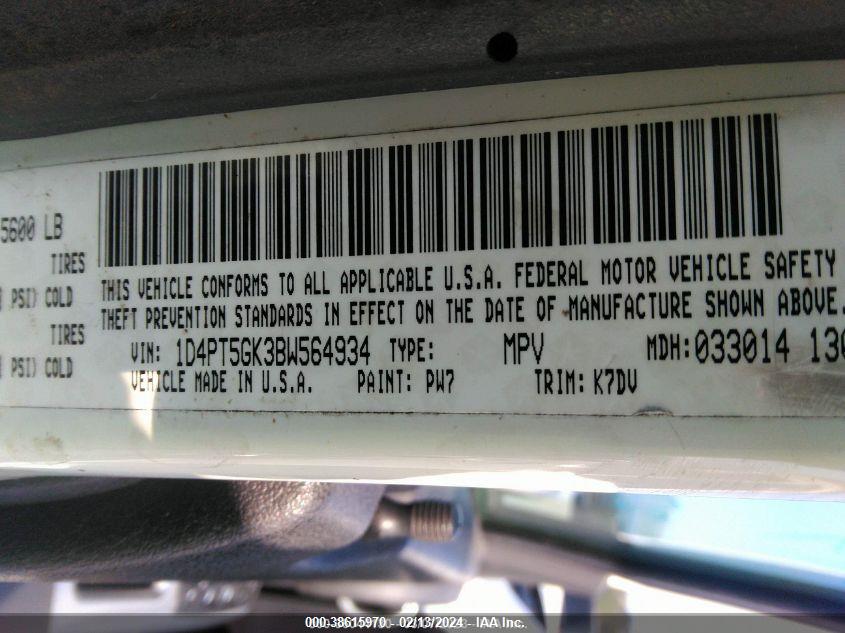 5600 LB
TIRES
PSI) COLD
TIRES
PSI) COLD
THIS VEHICLE CONFORMS TO ALL APPLICABLE U.S.A. FEDERAL MOTOR VEHICLE SAFETY
THEFT PREVENTION STANDARDS IN EFFECT ON THE DATE OF MANUFACTURE SHOWN ABOVE.
VIN: 1D4PT5GK3BW564934 TYPE: MPV MDH:033014 13
VEHICLE MADE IN U.S.A. PAINT: PW7 TRIM: K7DV
000-38615970 - 02/13/2024 - IAA Inc.